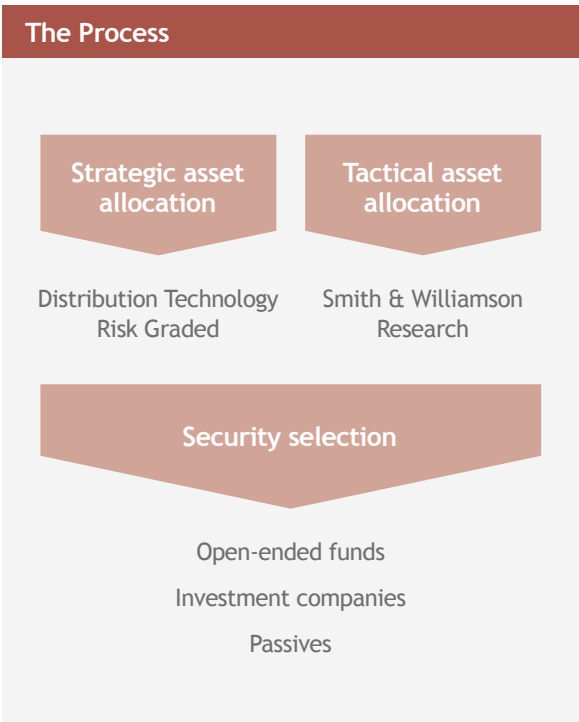 The Process
Strategic asset
allocation
Tactical asset
allocation
Distribution Technology
Risk Graded
Smith & Williamson
Research
Security selection
Open-ended funds
Investment companies
Passives